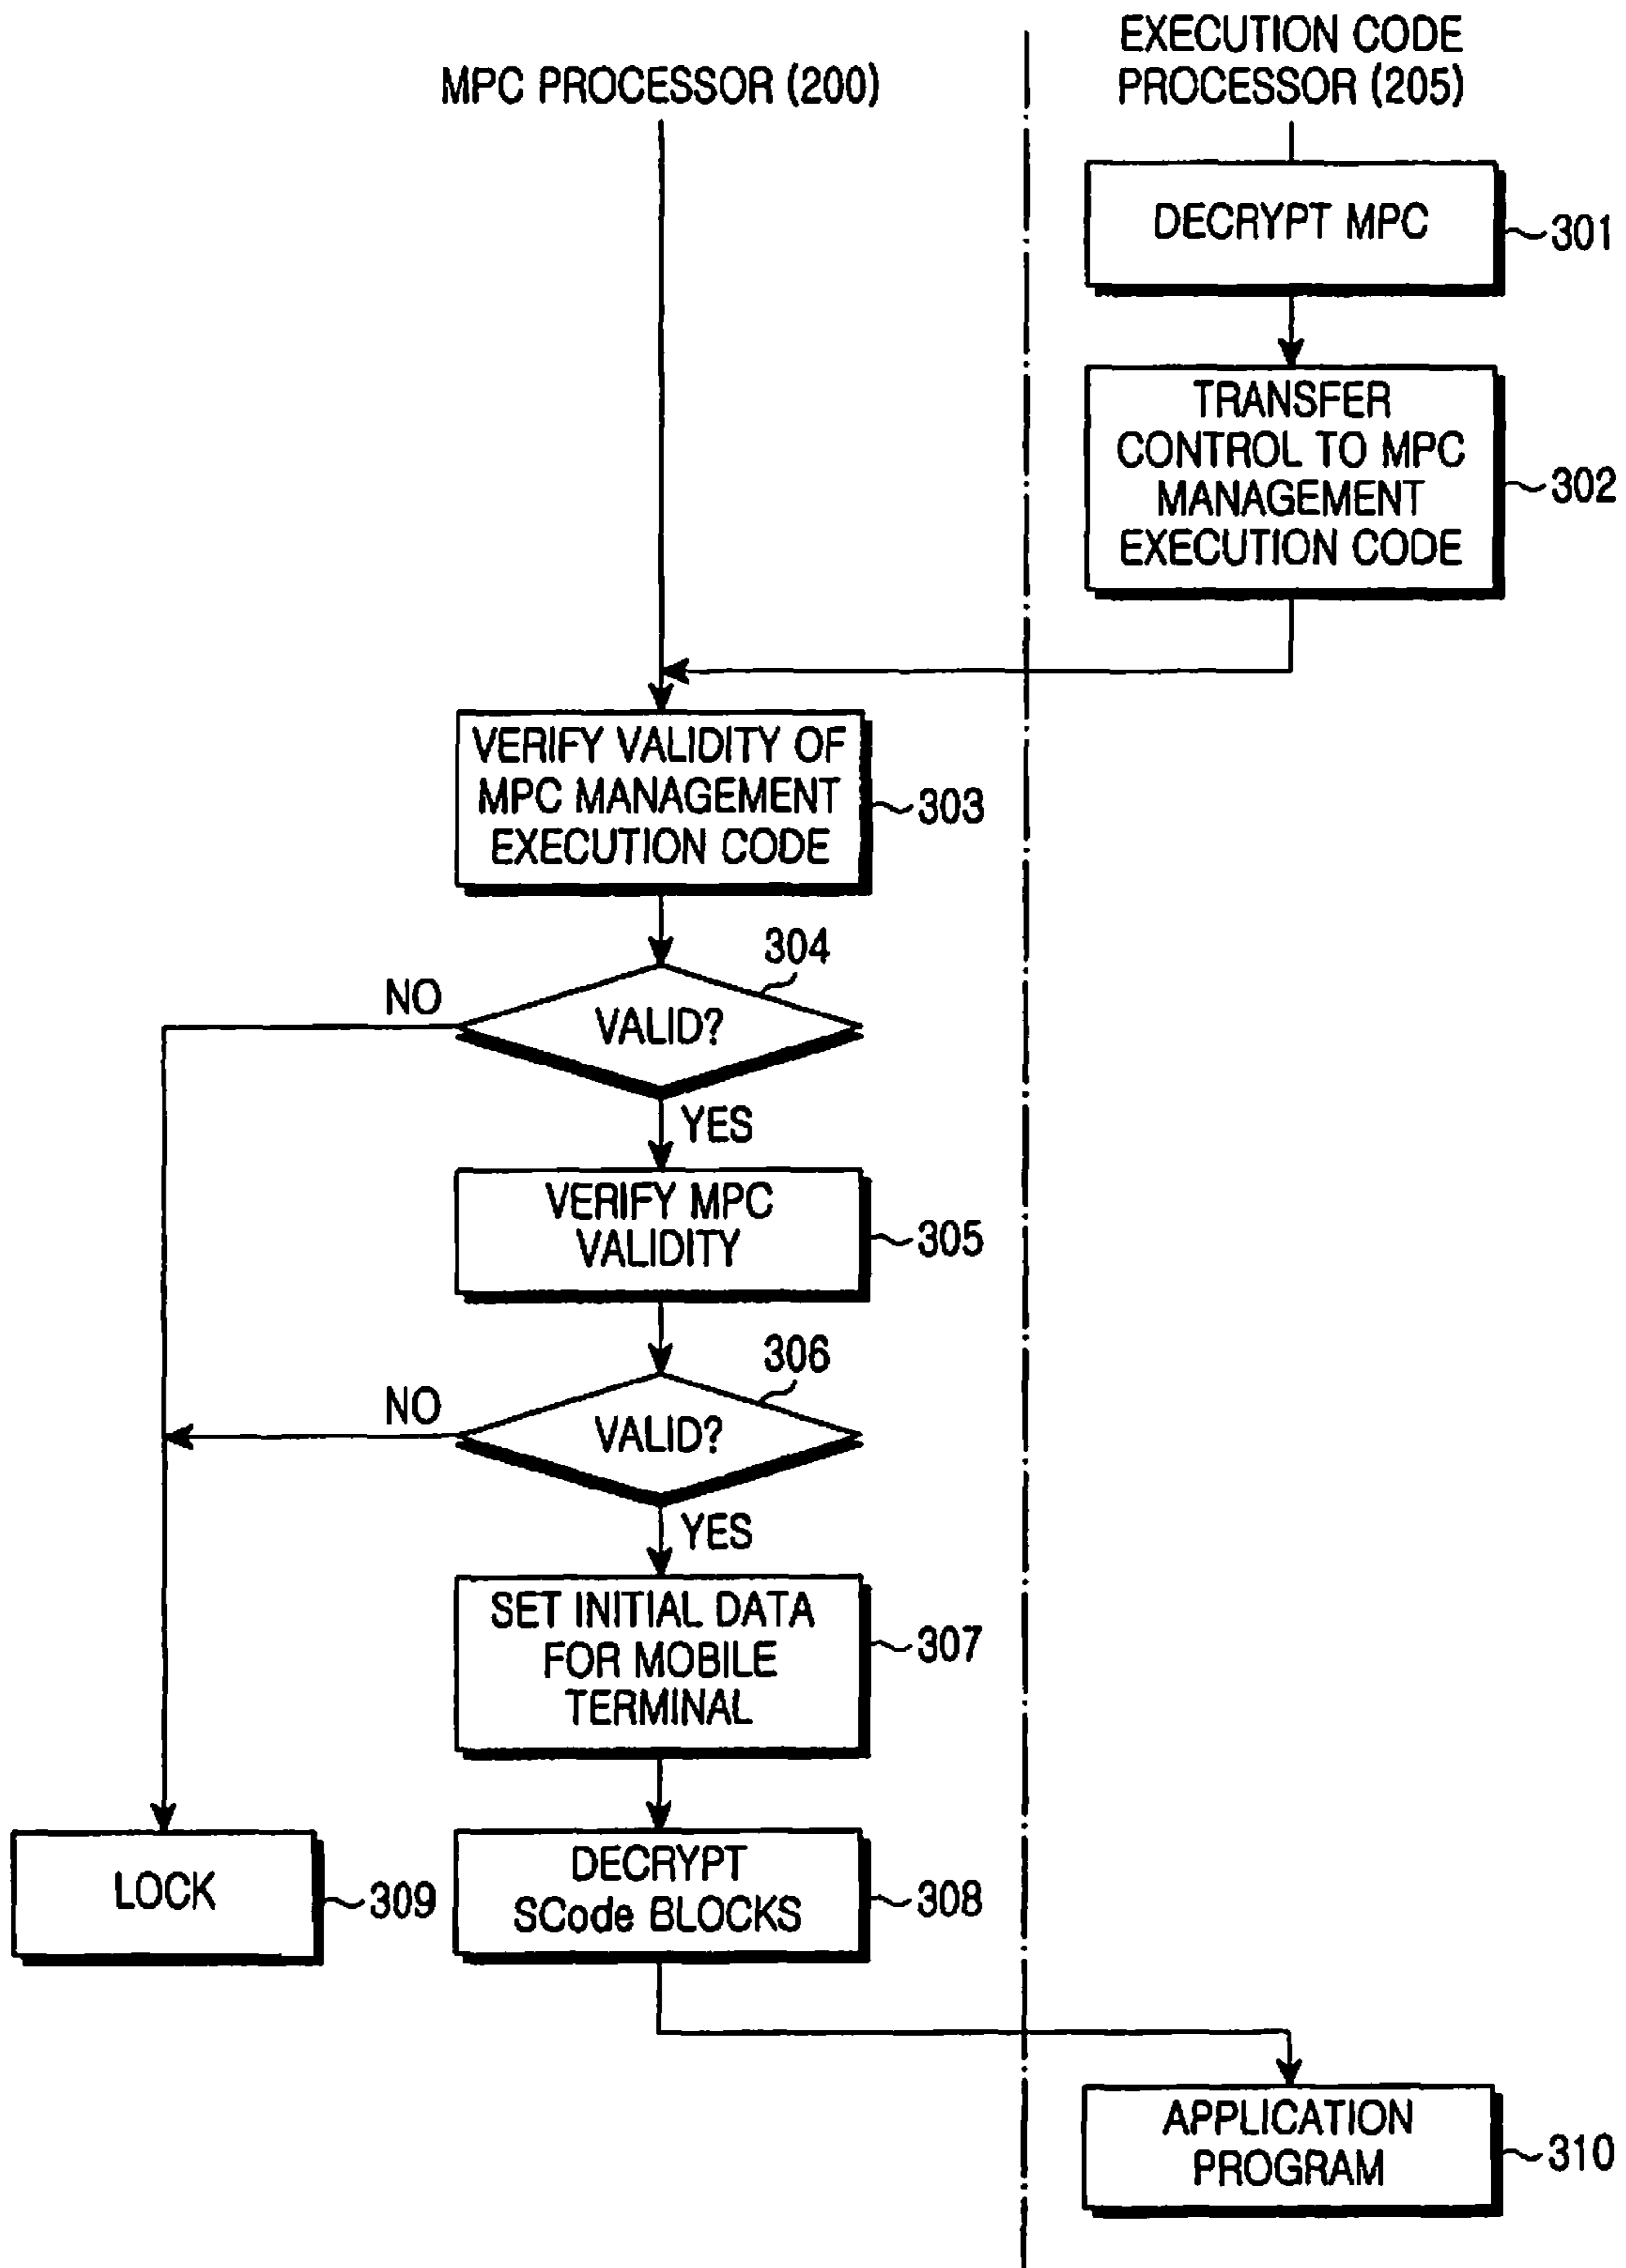 MPC PROCESSOR (200)
EXECUTION CODE
PROCESSOR (205)
DECRYPT MPC
301
TRANSFER
CONTROL TO MPC
MANAGEMENT
EXECUTION CODE
302
VERIFY VALIDITY OF
MPC MANAGEMENT
EXECUTION CODE
303
304
NO
VALID?
YES
VERIFY MPC
VALIDITY
305
306
NO
VALID?
YES
SET INITIAL DATA
FOR MOBILE
TERMINAL
307
LOCK
309
DECRYPT
SCode BLOCKS
308
APPLICATION
PROGRAM
310